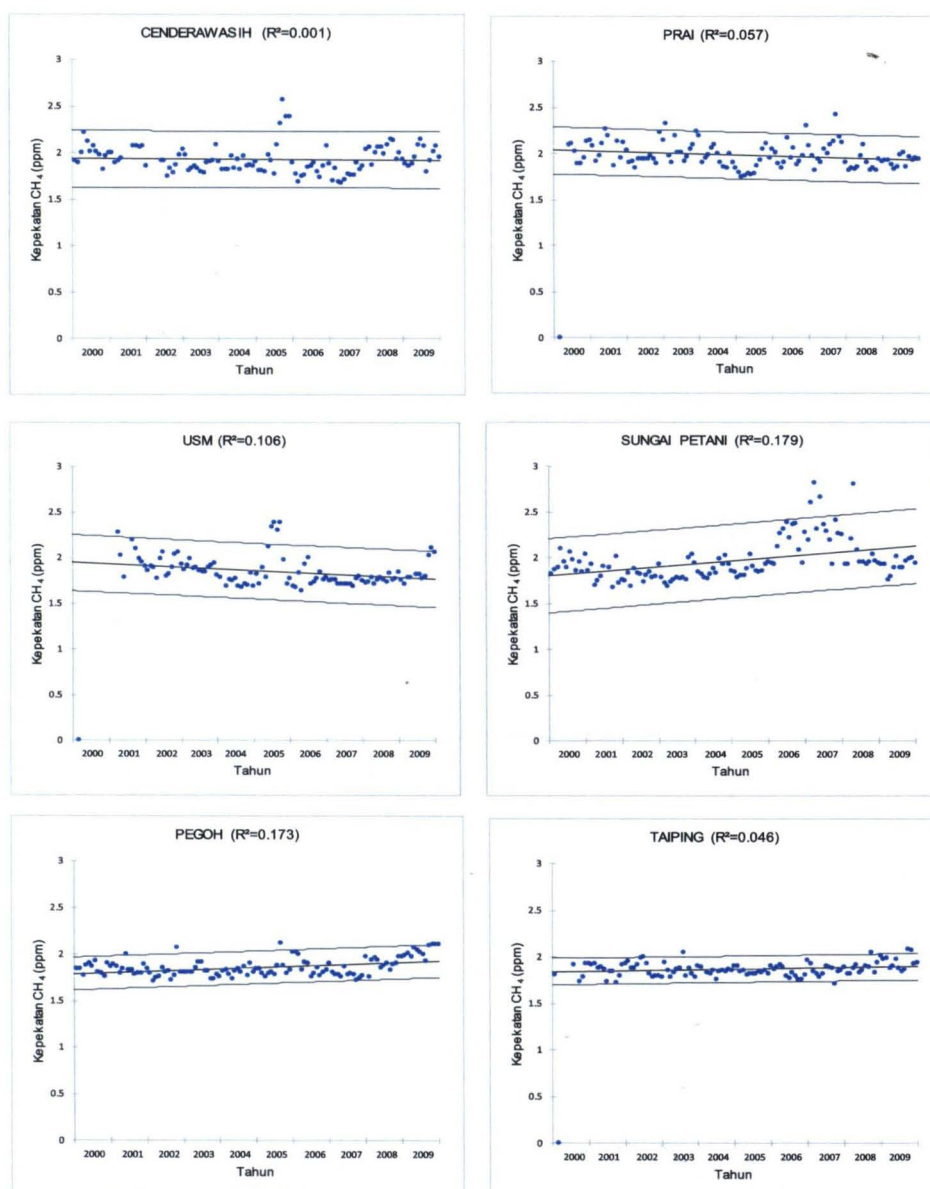 CENDERAWASIH (R²=0.001)
Kepekatan CH₄ (ppm)
3
2.5
2
1.5
1
0.5
0
2000 2001 2002 2003 2004 2005 2006 2007 2008 2009
Tahun
PRAI (R²=0.057)
Kepekatan CH₄ (ppm)
3
2.5
2
1.5
1
0.5
0
2000 2001 2002 2003 2004 2005 2006 2007 2008 2009
Tahun
USM (R²=0.106)
Kepekatan CH₄ (ppm)
3
2.5
2
1.5
1
0.5
0
2000 2001 2002 2003 2004 2005 2006 2007 2008 2009
Tahun
SUNGAI PETANI (R²=0.179)
Kepekatan CH₄ (ppm)
3
2.5
2
1.5
1
0.5
0
2000 2001 2002 2003 2004 2005 2006 2007 2008 2009
Tahun
PEGOH (R²=0.173)
Kepekatan CH₄ (ppm)
3
2.5
2
1.5
1
0.5
0
2000 2001 2002 2003 2004 2005 2006 2007 2008 2009
Tahun
TAIPING (R²=0.046)
Kepekatan CH₄ (ppm)
3
2.5
2
1.5
1
0.5
0
2000 2001 2002 2003 2004 2005 2006 2007 2008 2009
Tahun